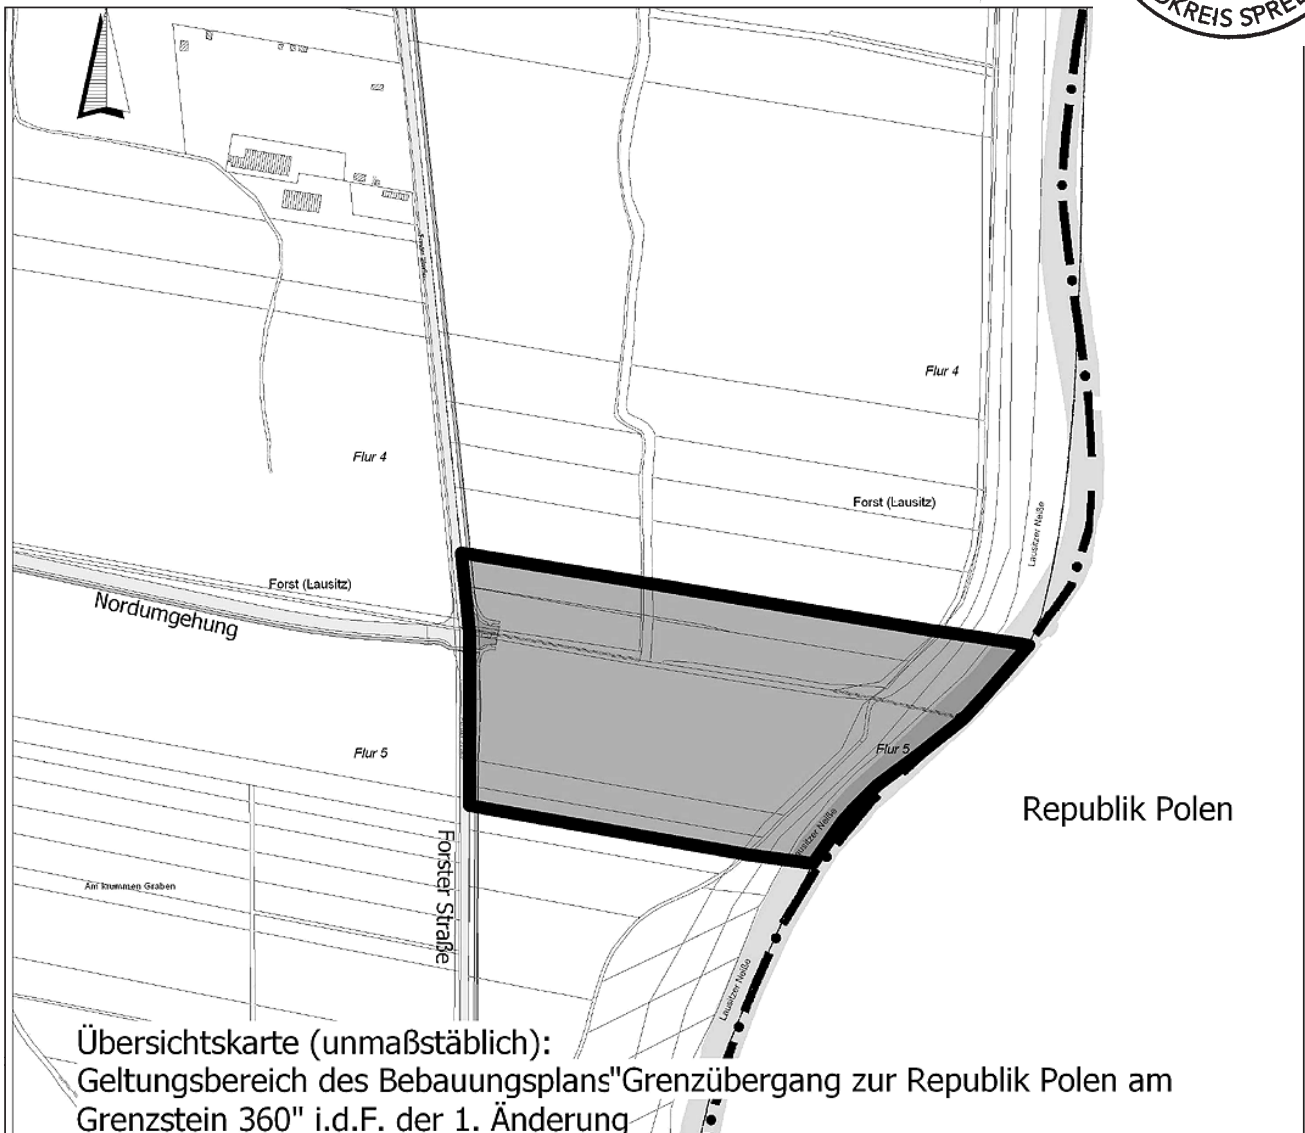 DKREIS SPREE
Flur 4
Flur 4
Forst (Lausitz)
Lausitzer Neiße
Forst (Lausitz)
Nordumgehung
Flur 5
Flur 5
Republik Polen
Lausitzer Neiße
Forster Straße
Am krummen Graben
Lausitzer Neiße
Übersichtskarte (unmaßstäblich):
Geltungsbereich des Bebauungsplans"Grenzübergang zur Republik Polen am
Grenzstein 360" i.d.F. der 1. Änderung